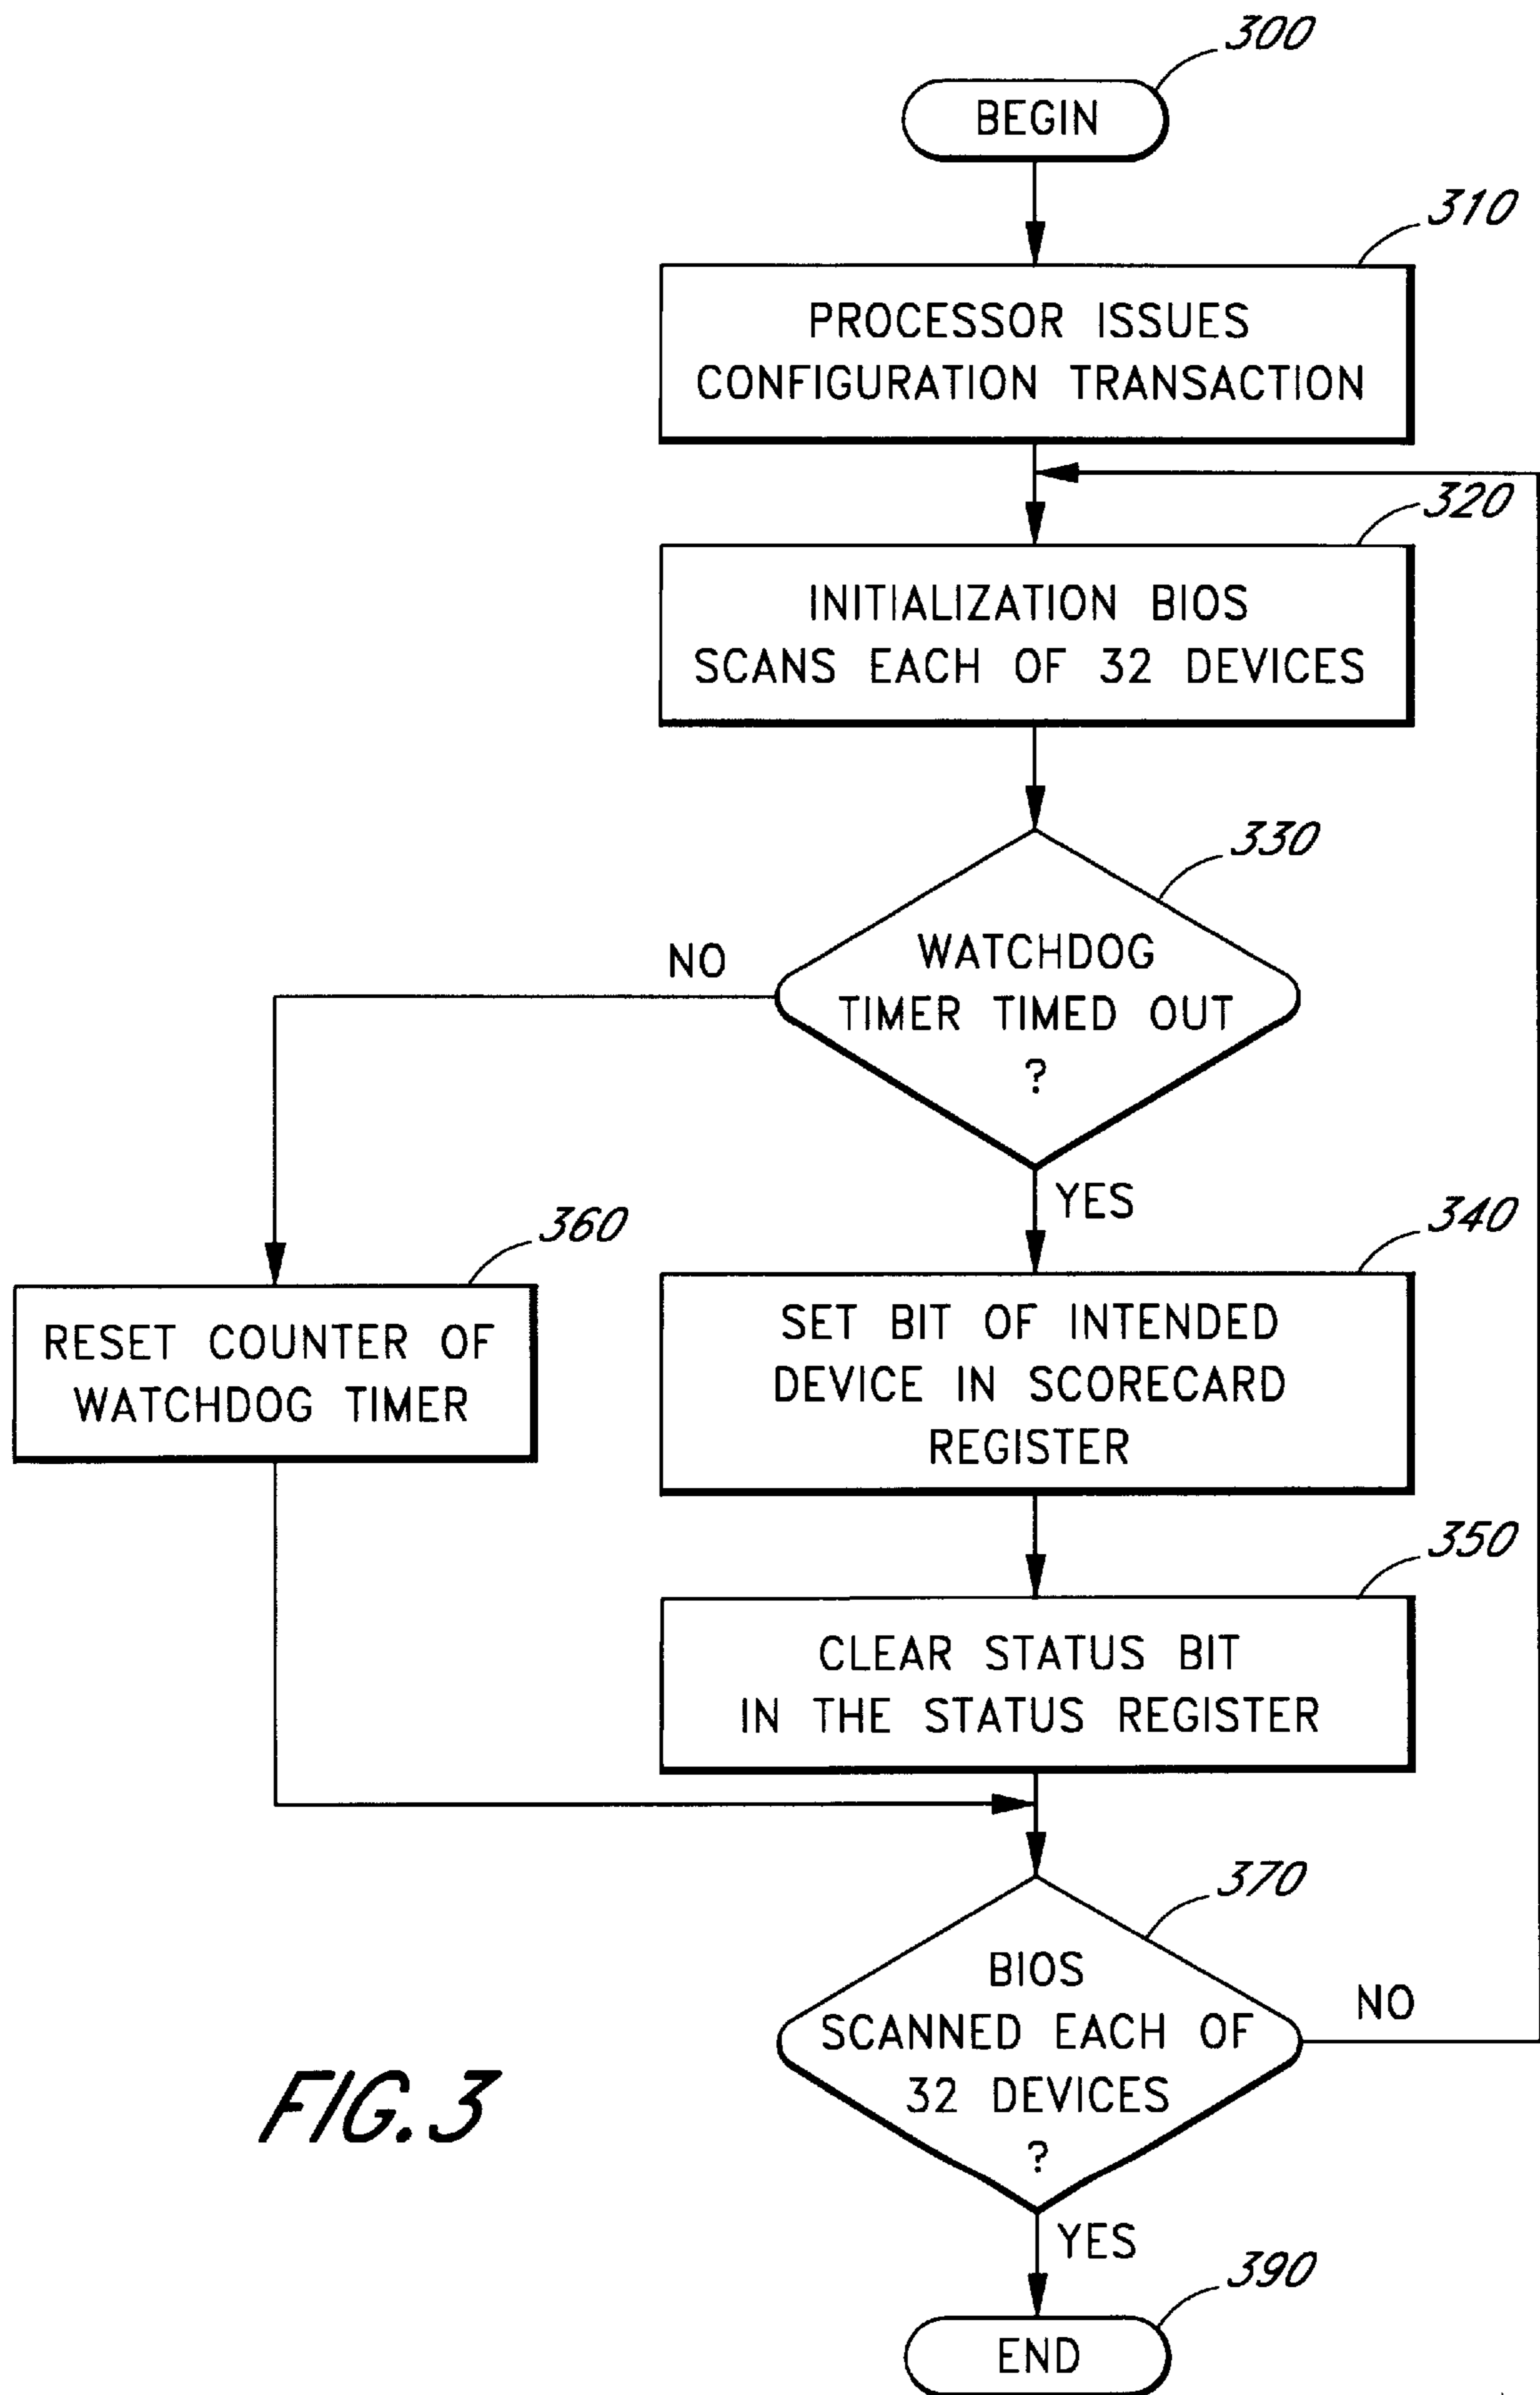 300
BEGIN
310
PROCESSOR ISSUES
CONFIGURATION TRANSACTION
320
INITIALIZATION BIOS
SCANS EACH OF 32 DEVICES
330
WATCHDOG
TIMER TIMED OUT
?
NO
YES
360
RESET COUNTER OF
WATCHDOG TIMER
340
SET BIT OF INTENDED
DEVICE IN SCORECARD
REGISTER
350
CLEAR STATUS BIT
IN THE STATUS REGISTER
370
BIOS
SCANNED EACH OF
32 DEVICES
?
NO
YES
390
END
FIG.3